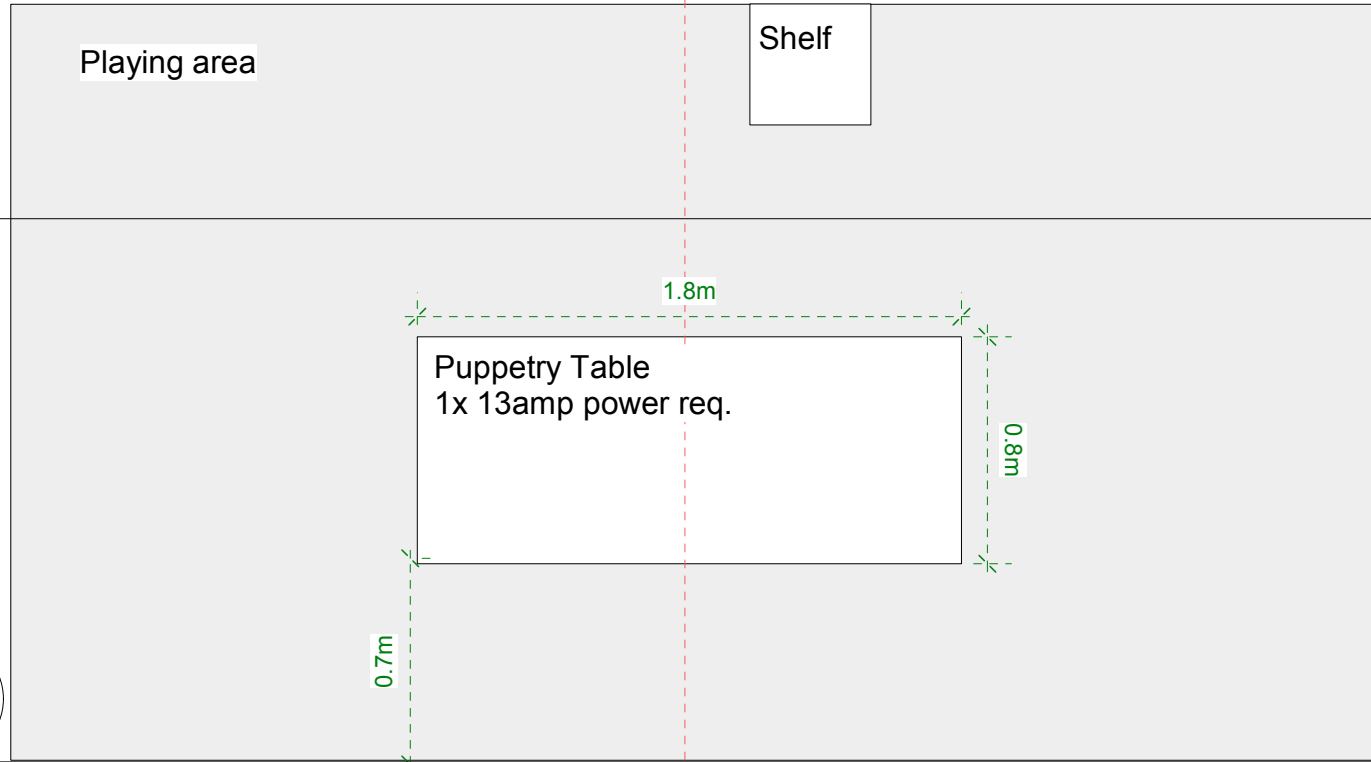 Playing area
Shelf
1.8m
Puppetry Table
1x 13amp power req.
0.8m
0.7m